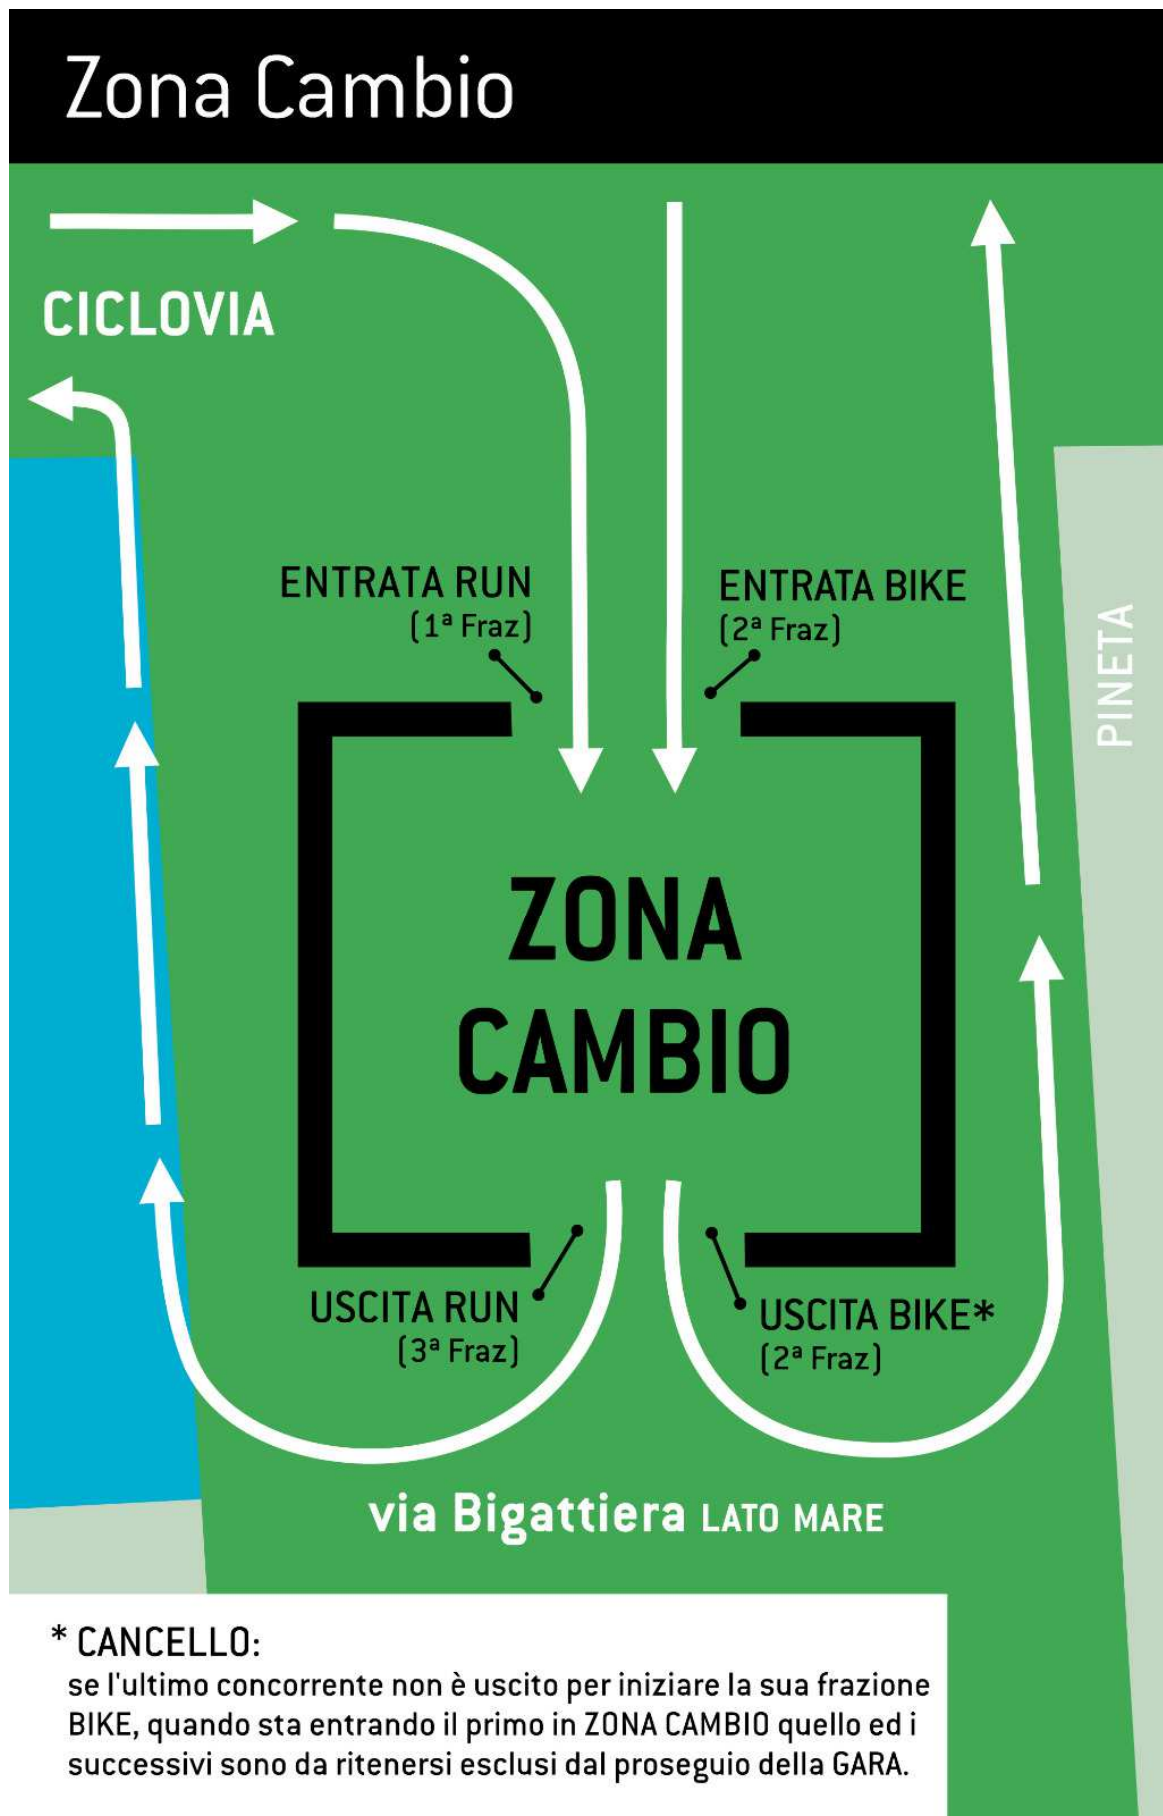 Zona Cambio
CICLOVIA
ENTRATA RUN
(1ª Fraz)
ENTRATA BIKE
(2ª Fraz)
PINETA
ZONA
CAMBIO
USCITA RUN
(3ª Fraz)
USCITA BIKE*
(2ª Fraz)
via Bigattiera LATO MARE
* CANCELLO:
se l'ultimo concorrente non è uscito per iniziare la sua frazione
BIKE, quando sta entrando il primo in ZONA CAMBIO quello ed i
successivi sono da ritenersi esclusi dal proseguio della GARA.